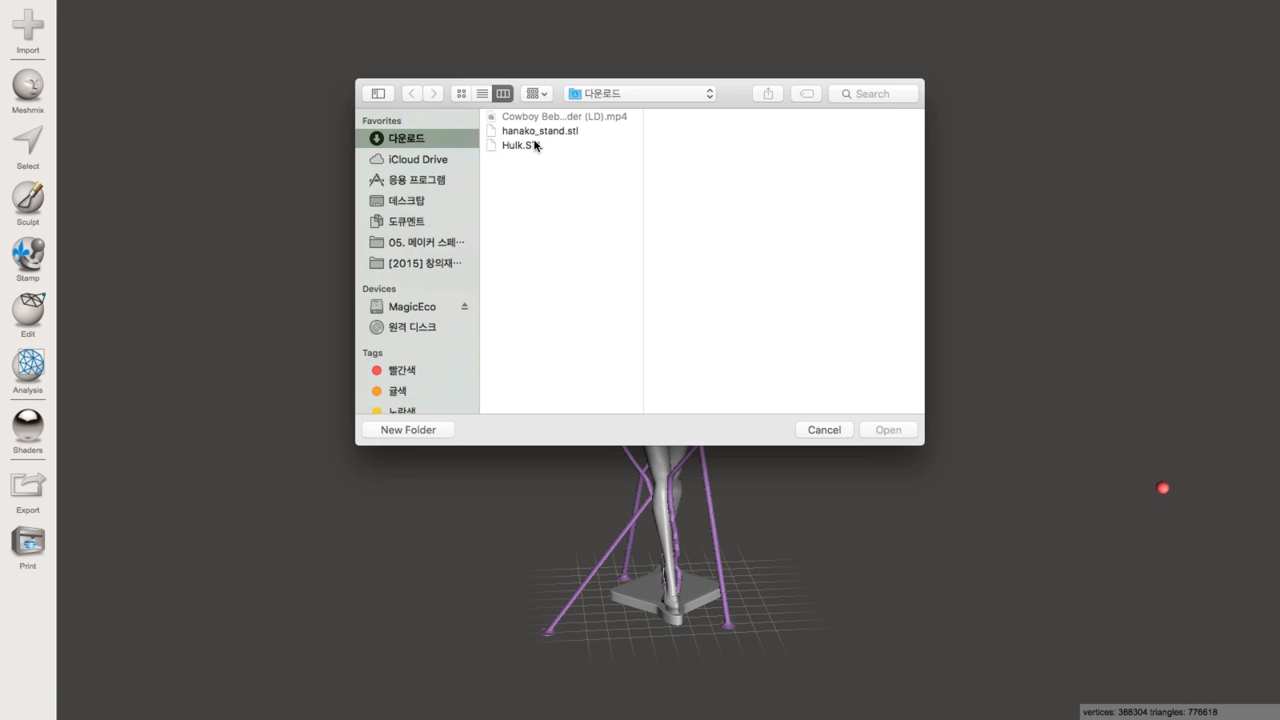 Import
Meshmix
Select
Sculpt
Stamp
Edit
Analysis
Shaders
Export
Print
다운로드
Search
Favorites
다운로드
iCloud Drive
응용 프로그램
데스크탑
도큐멘트
05. 메이커 스페…
[2015] 창의재…
Devices
MagicEco
원격 디스크
Tags
빨간색
귤색
노란색
Cowboy Beb...der (LD).mp4
hanako_stand.stl
New Folder
Cancel
Open
vertices: 388304 triangles: 776618